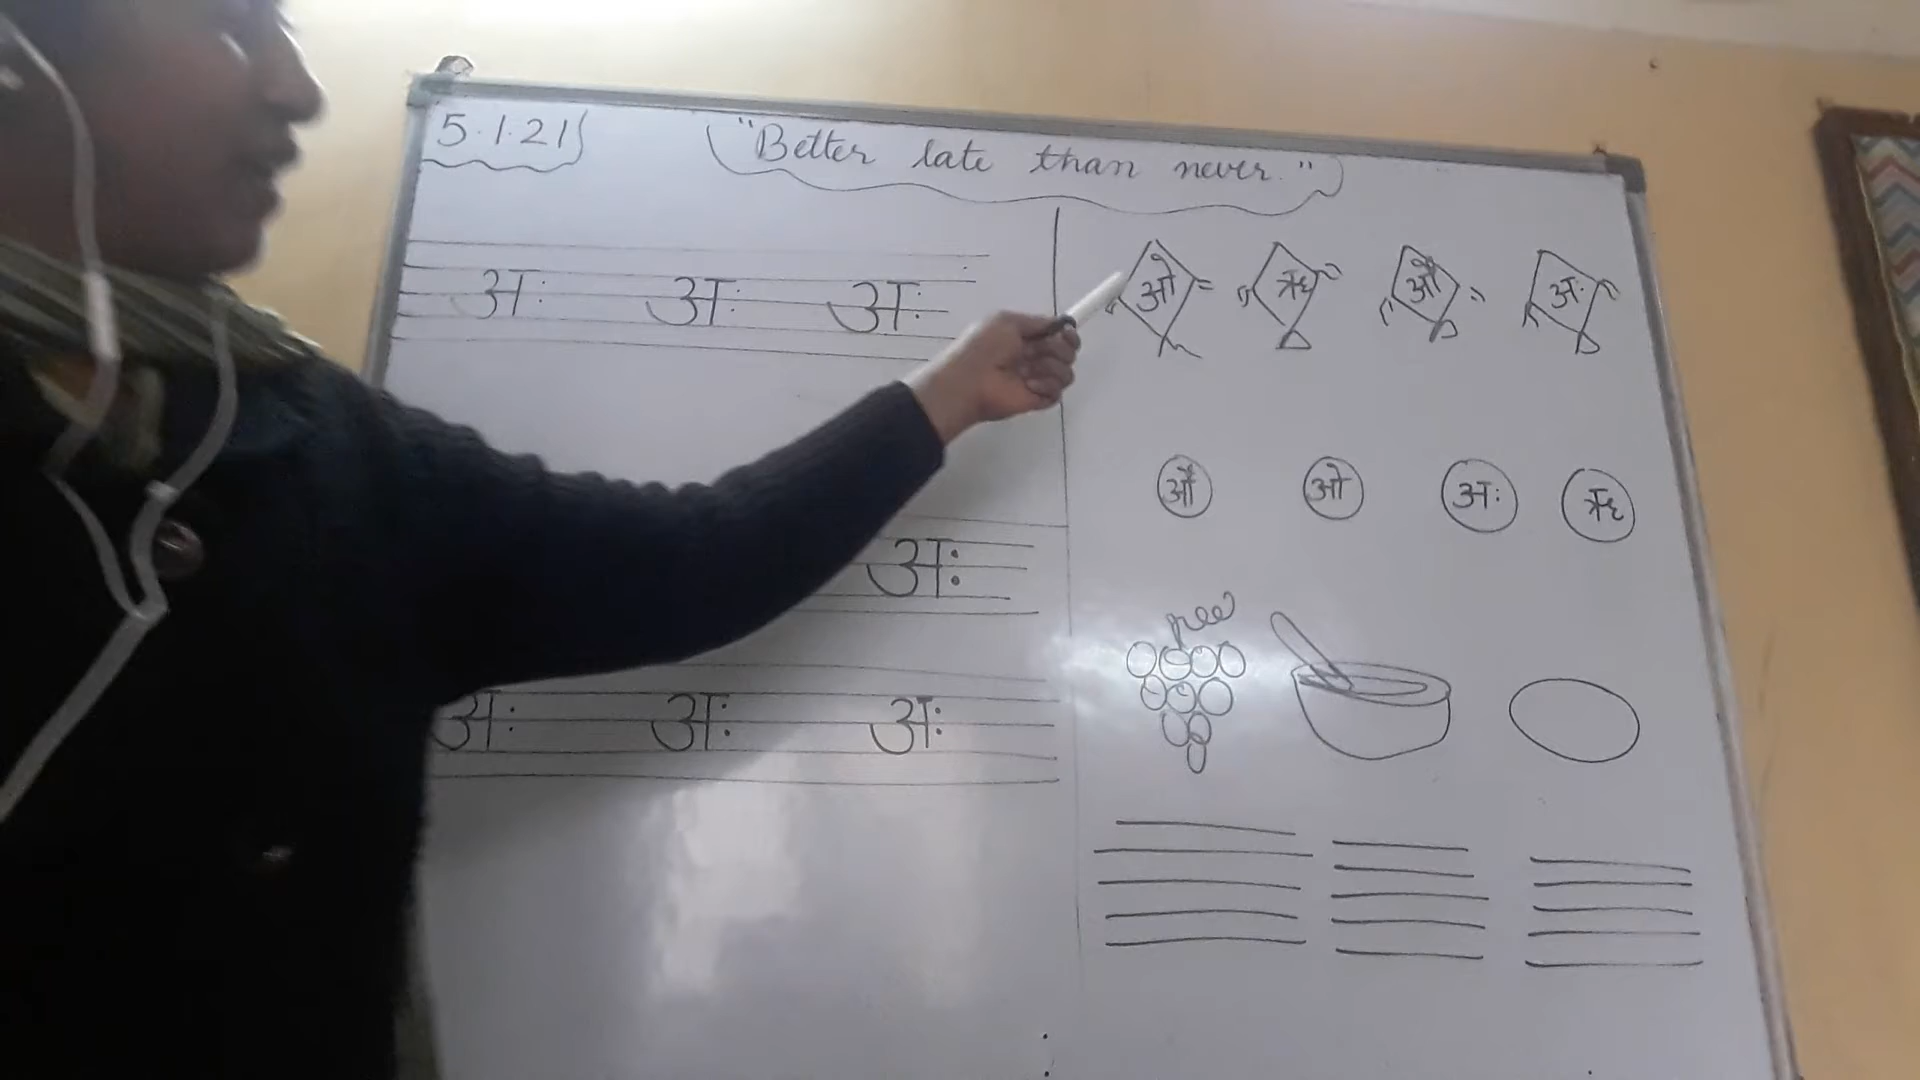 5.1.21
"Better late than never."
अः अः अः
ओ ऋ औ अः
औ ओ अः ऋ
अः
अः अः अः